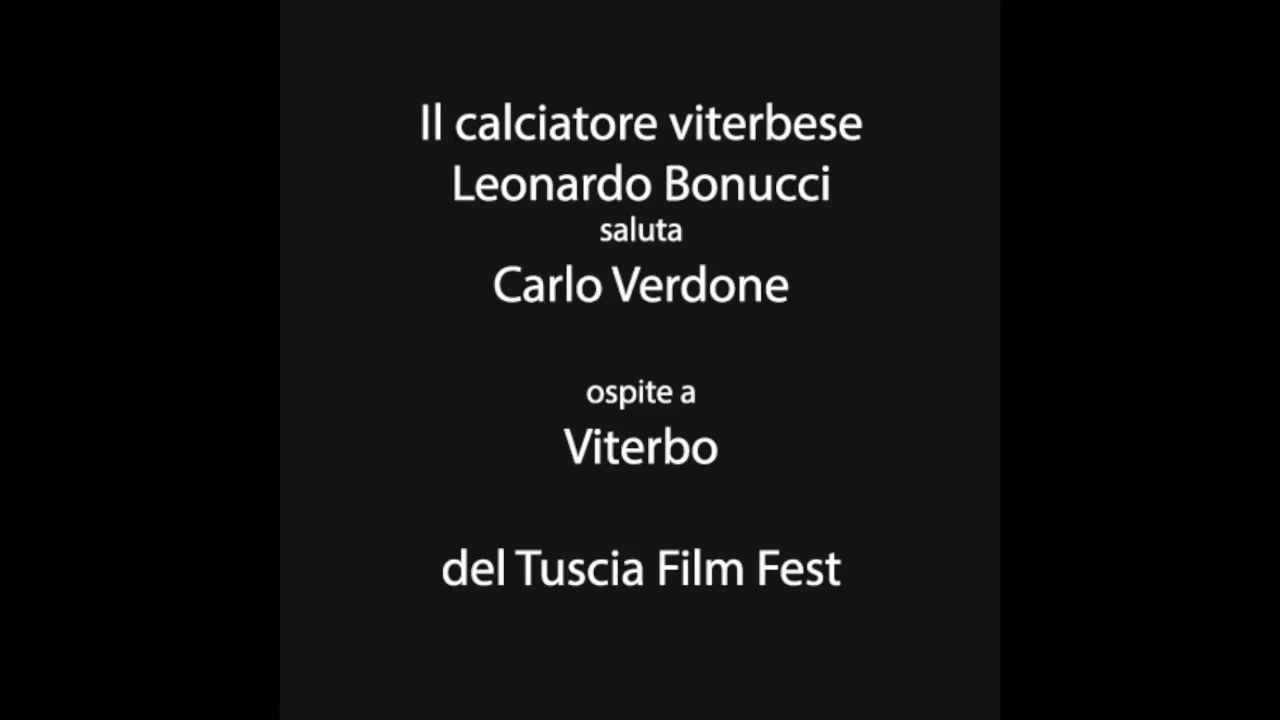 Il calciatore viterbese
Leonardo Bonucci
saluta
Carlo Verdone
ospite a
Viterbo
del Tuscia Film Fest